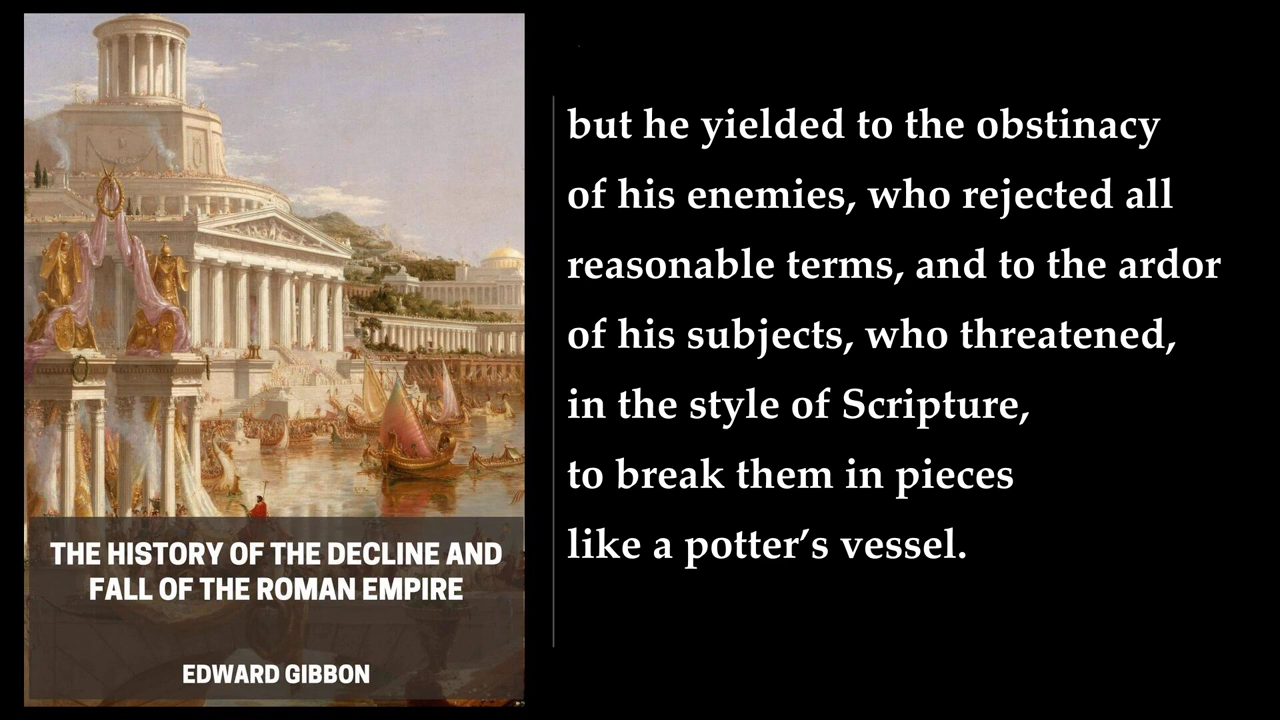 THE HISTORY OF THE DECLINE AND
FALL OF THE ROMAN EMPIRE
EDWARD GIBBON
but he yielded to the obstinacy
of his enemies, who rejected all
reasonable terms, and to the ardor
of his subjects, who threatened,
in the style of Scripture,
to break them in pieces
like a potter’s vessel.